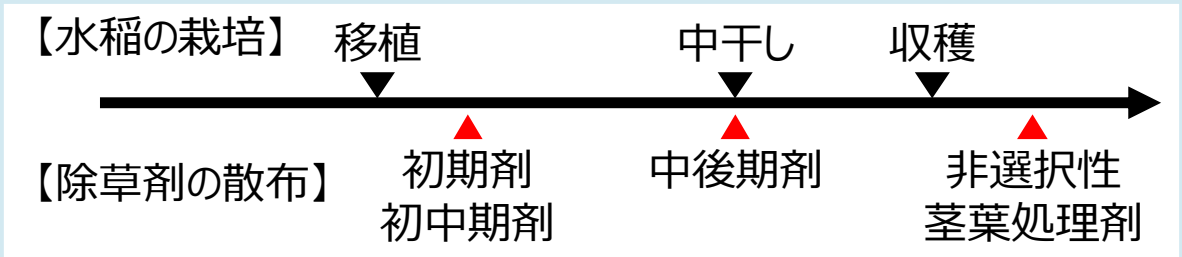 【水稲の栽培】 移植 中干し 収穫
【除草剤の散布】 初期剤 中後期剤 非選択性
初中期剤 茎葉処理剤